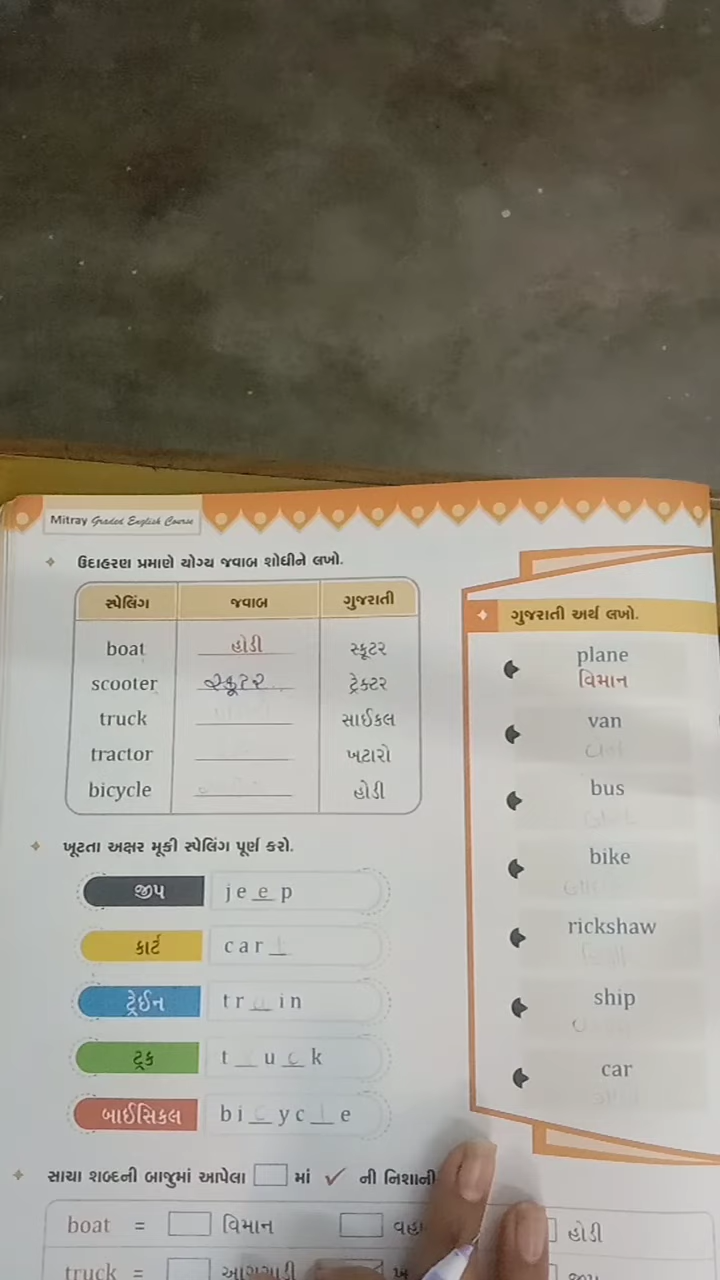 Mitray Graded English Course
ઉદાહરણ પ્રમાણે યોગ્ય જવાબ શોધીને લખો.
સ્પેલિંગ જવાબ ગુજરાતી
boat હોડી સ્કૂટર
scooter સ્કૂટર ટ્રેક્ટર
truck સાઈકલ
tractor ખટારો
bicycle હોડી
ખૂટતા અક્ષર મૂકી સ્પેલિંગ પૂર્ણ કરો.
જીપ je e p
કાર્ટ car _
ટ્રેઈન tr _ in
ટ્રક t _ u c k
બાઈસિકલ bi _ yc _ e
સાચા શબ્દની બાજુમાં આપેલા □ માં ✓ ની નિશાની
boat = □ વિમાન □ □ હોડી
truck = □ આગગાડી
ગુજરાતી અર્થ લખો.
plane
વિમાન
van
bus
bike
rickshaw
ship
car